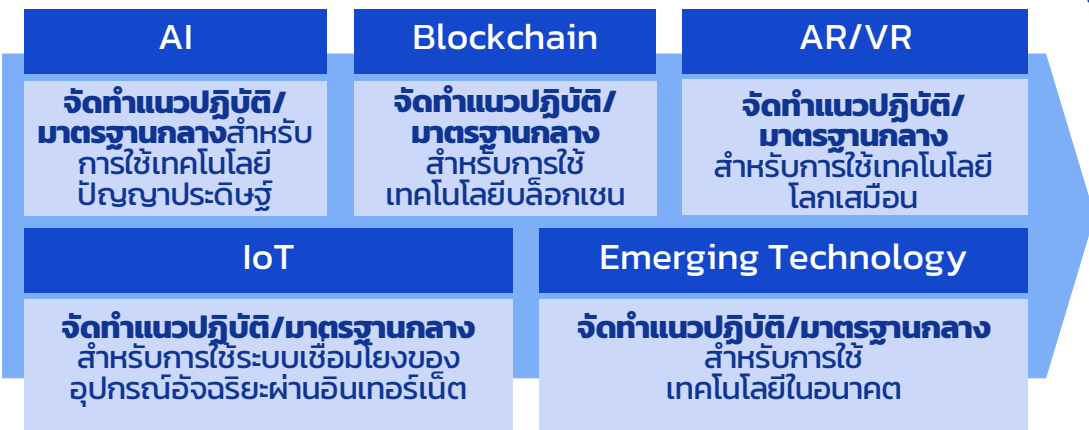 AI
จัดทำแนวปฏิบัติ/
มาตรฐานกลางสำหรับ
การใช้เทคโนโลยี
ปัญญาประดิษฐ์
Blockchain
จัดทำแนวปฏิบัติ/
มาตรฐานกลาง
สำหรับการใช้
เทคโนโลยีบล็อกเชน
AR/VR
จัดทำแนวปฏิบัติ/
มาตรฐานกลาง
สำหรับการใช้เทคโนโลยี
โลกเสมือน
IoT
จัดทำแนวปฏิบัติ/มาตรฐานกลาง
สำหรับการใช้ระบบเชื่อมโยงของ
อุปกรณ์อัจฉริยะผ่านอินเทอร์เน็ต
Emerging Technology
จัดทำแนวปฏิบัติ/มาตรฐานกลาง
สำหรับการใช้
เทคโนโลยีในอนาคต